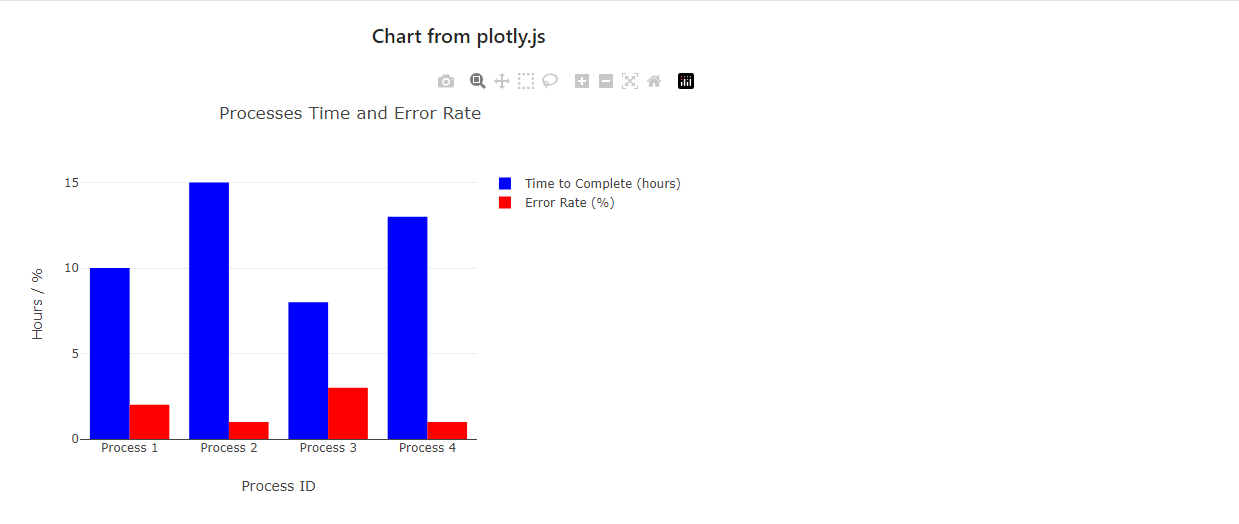 Chart from plotly.js
Processes Time and Error Rate
15
10
5
0
Hours / %
Time to Complete (hours)
Error Rate (%)
Process 1
Process 2
Process 3
Process 4
Process ID